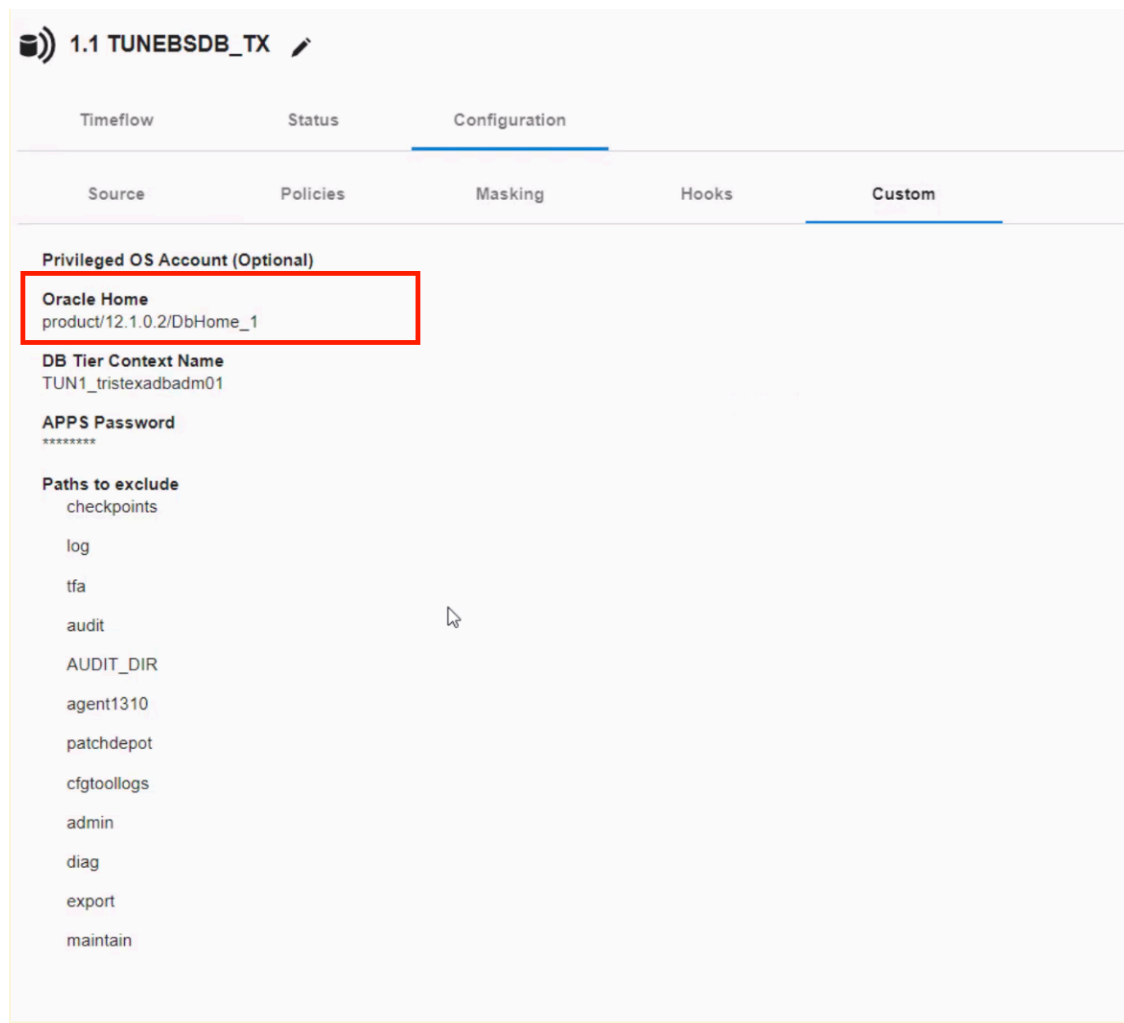 1.1 TUNEBSDB_TX
Timeflow Status Configuration
Source Policies Masking Hooks Custom
Privileged OS Account (Optional)
Oracle Home
product/12.1.0.2/DbHome_1
DB Tier Context Name
TUN1_tristexadbadm01
APPS Password
********
Paths to exclude
checkpoints
log
tfa
audit
AUDIT_DIR
agent1310
patchdepot
cfgtoollogs
admin
diag
export
maintain